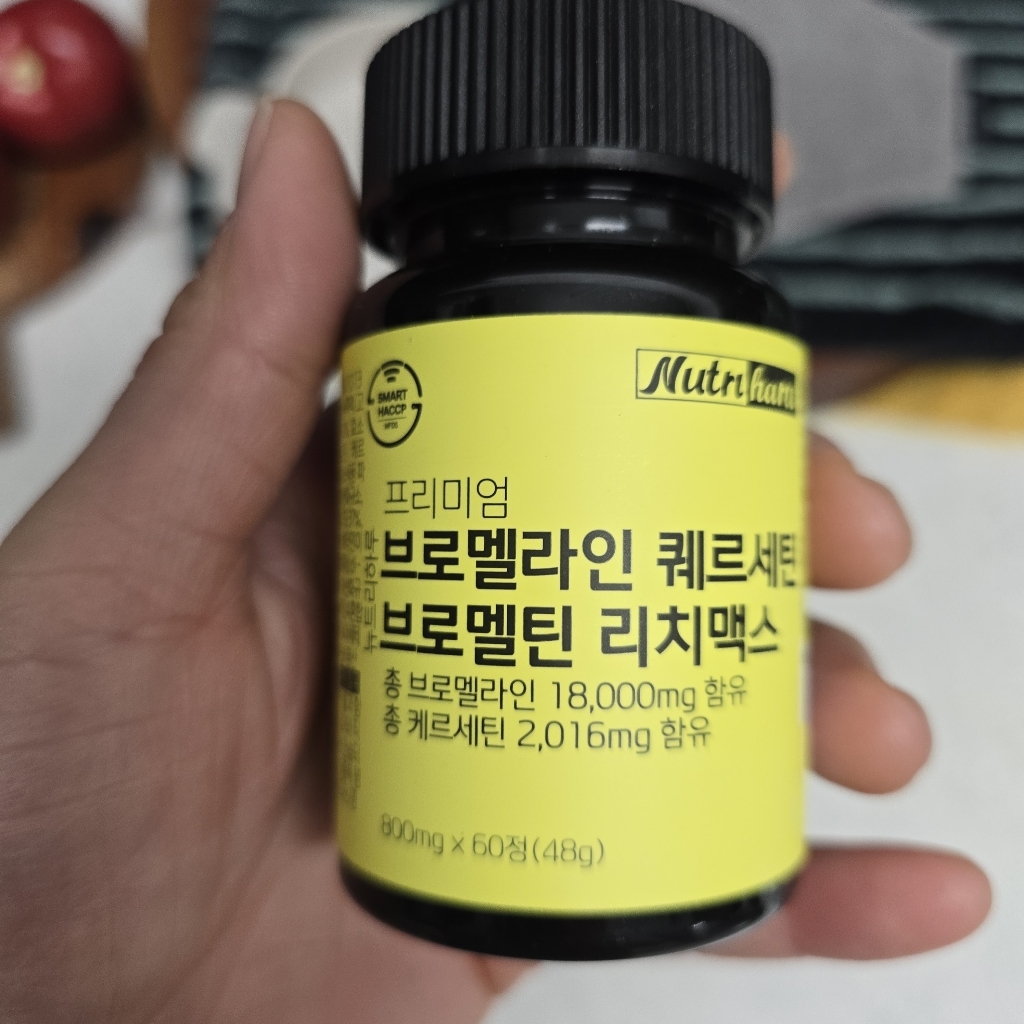 SMART
HACCP
Nutri
프리미엄
브로멜라인 퀘르세틴
브로멜틴 리치맥스
총 브로멜라인 18,000mg 함유
총 케르세틴 2,016mg 함유
800mg x 60정(48g)